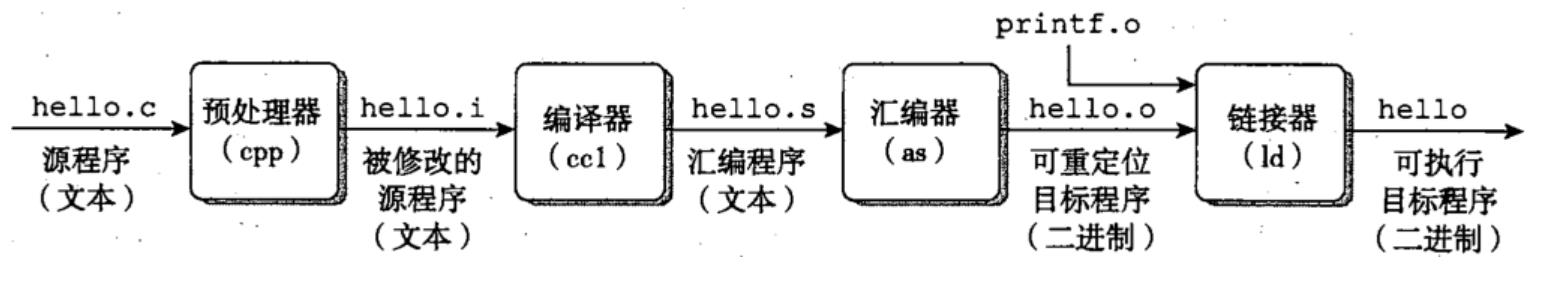 printf.o
hello.c
预处理器
（cpp）
hello.i
编译器
（cc1）
hello.s
汇编器
（as）
hello.o
链接器
（ld）
hello
源程序
（文本）
被修改的
源程序
（文本）
汇编程序
（文本）
可重定位
目标程序
（二进制）
可执行
目标程序
（二进制）